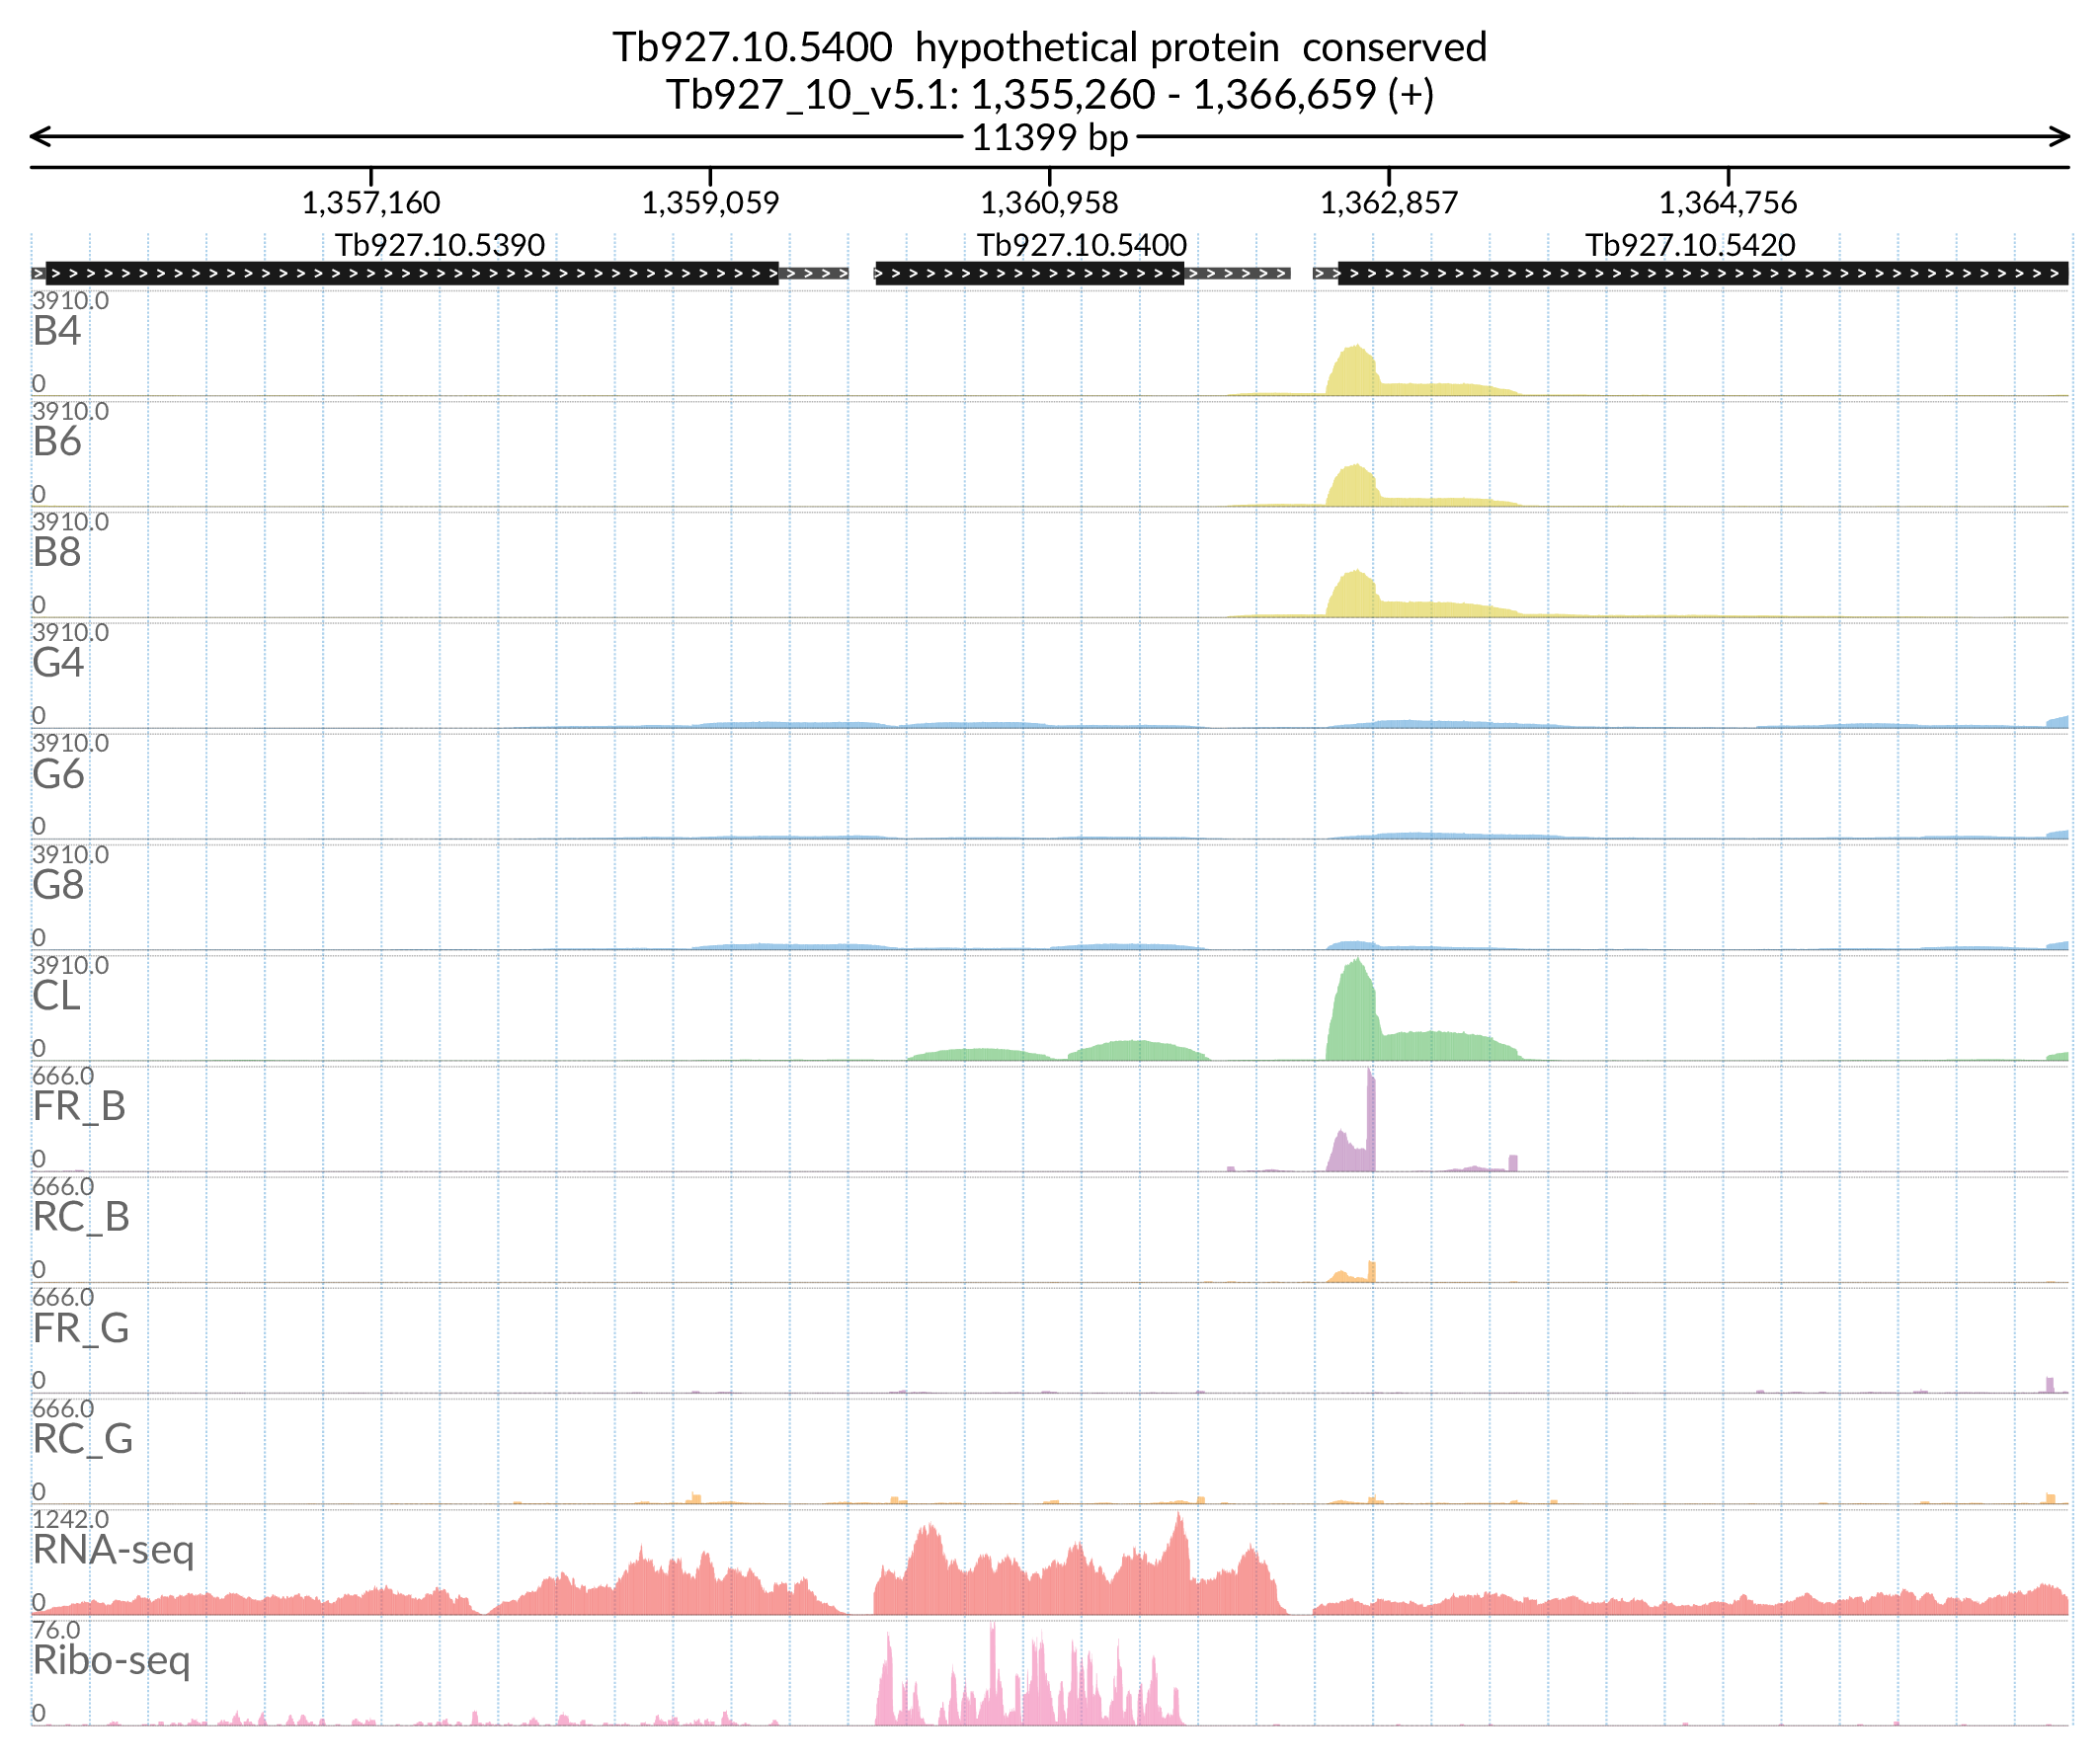 Tb927.10.5400 hypothetical protein conserved
Tb927_10_v5.1: 1,355,260 - 1,366,659 (+)
11399 bp
1,357,160 1,359,059 1,360,958 1,362,857 1,364,756
Tb927.10.5390 Tb927.10.5400 Tb927.10.5420
3910.0
B4
0
3910.0
B6
0
3910.0
B8
0
3910.0
G4
0
3910.0
G6
0
3910.0
G8
0
3910.0
CL
0
666.0
FR_B
0
666.0
RC_B
0
666.0
FR_G
0
666.0
RC_G
0
1242.0
RNA-seq
0
76.0
Ribo-seq
0